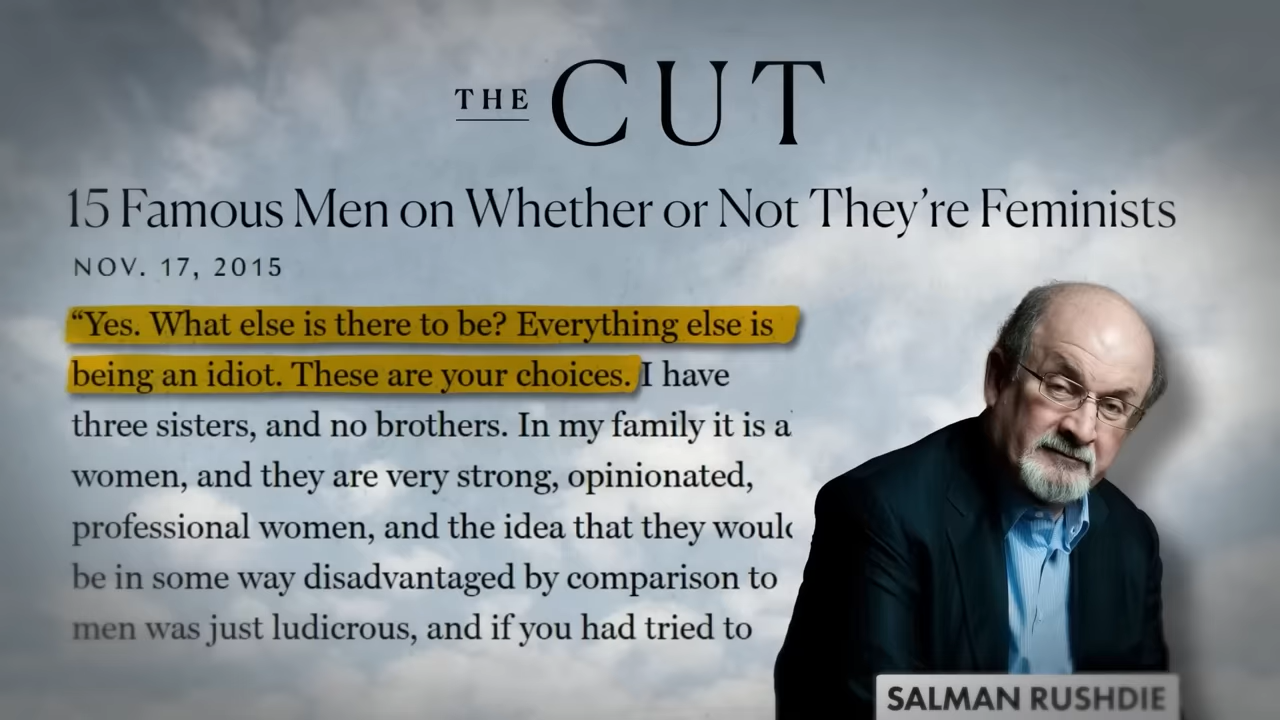 THE CUT
15 Famous Men on Whether or Not They're Feminists
NOV. 17, 2015
“Yes. What else is there to be? Everything else is
being an idiot. These are your choices. I have
three sisters, and no brothers. In my family it is a
women, and they are very strong, opinionated,
professional women, and the idea that they
be in some way disadvantaged by comparison to
men was just ludicrous, and if you had tried to
SALMAN RUSHDIE